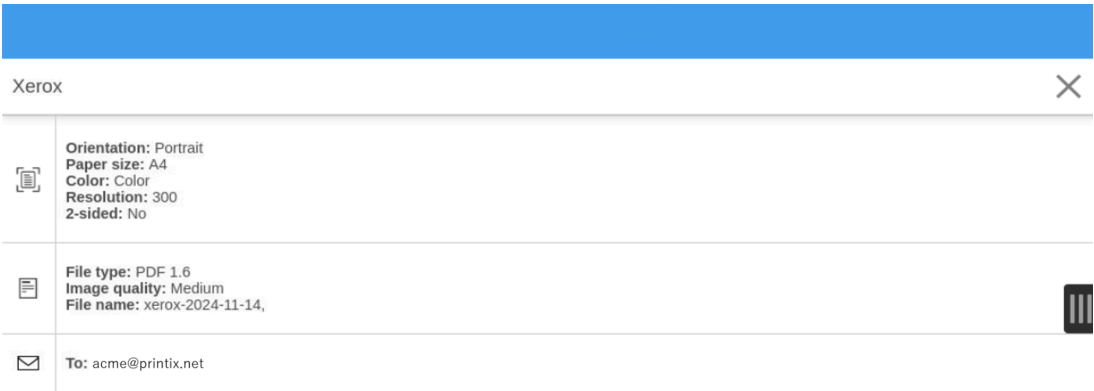 Xerox
Orientation: Portrait
Paper size: A4
Color: Color
Resolution: 300
2-sided: No
File type: PDF 1.6
Image quality: Medium
File name: xerox-2024-11-14,
To: acme@printix.net